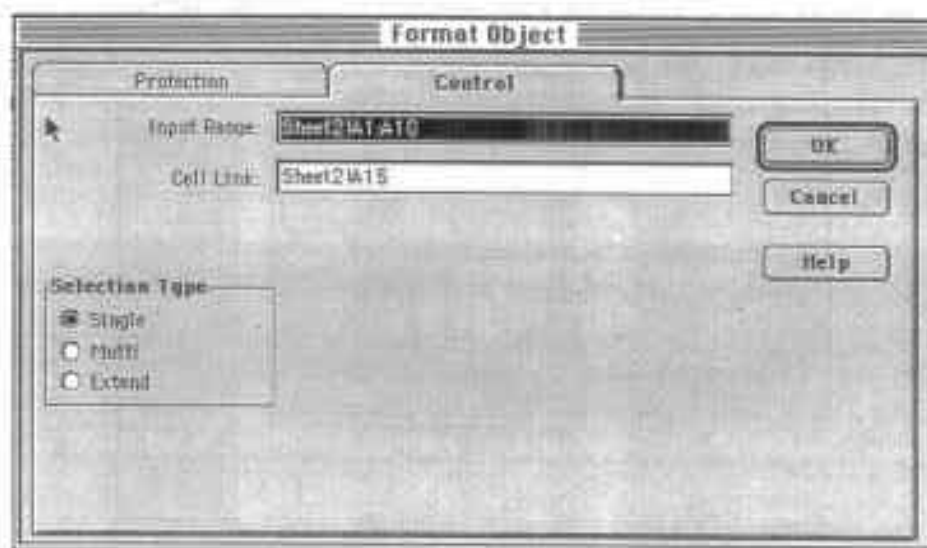 Format Object
Protection
Control
Input Range:
Sheet2!A1:A10
Cell Link:
Sheet2!A15
OK
Cancel
Help
Selection Type
Single
Multi
Extend